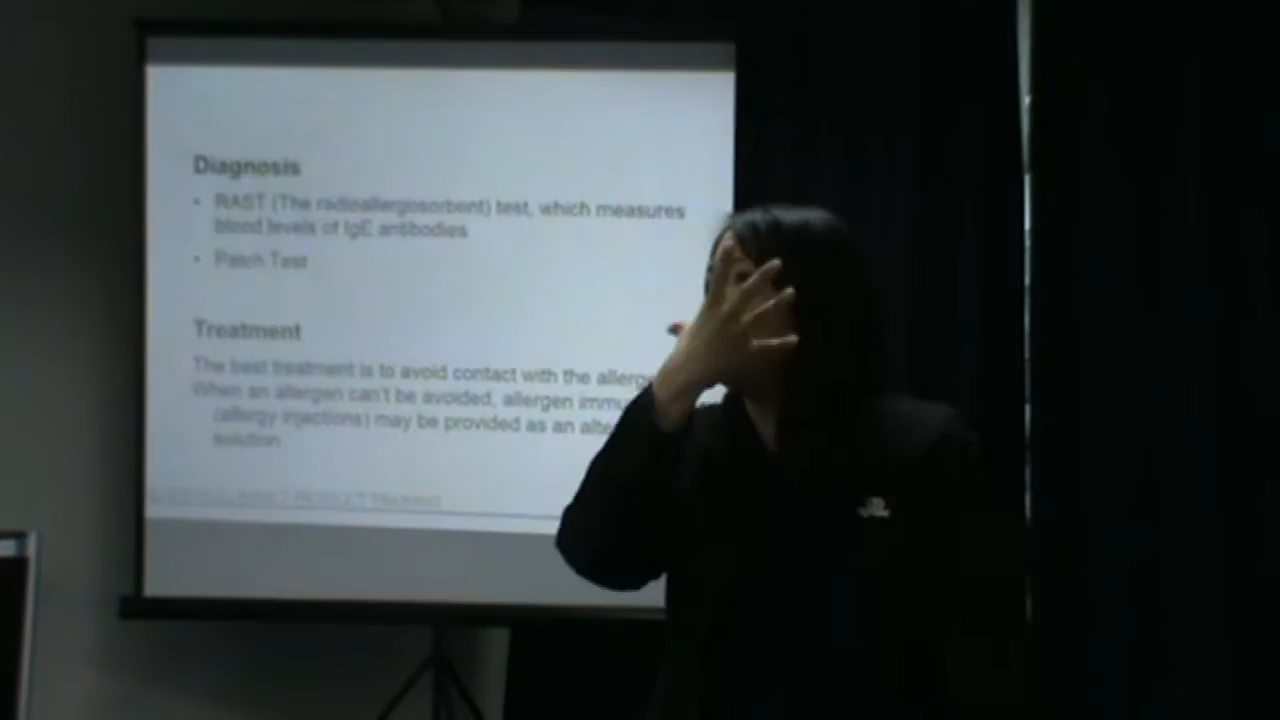 Diagnosis
• RAST (The radioallergosorbent) test, which measures
blood levels of IgE antibodies
• Patch Test
Treatment
The best treatment is to avoid contact with the
When an allergen can't be avoided, allergen
(allergy injections) may be provided as an
solution
PRODUCT TRAINING